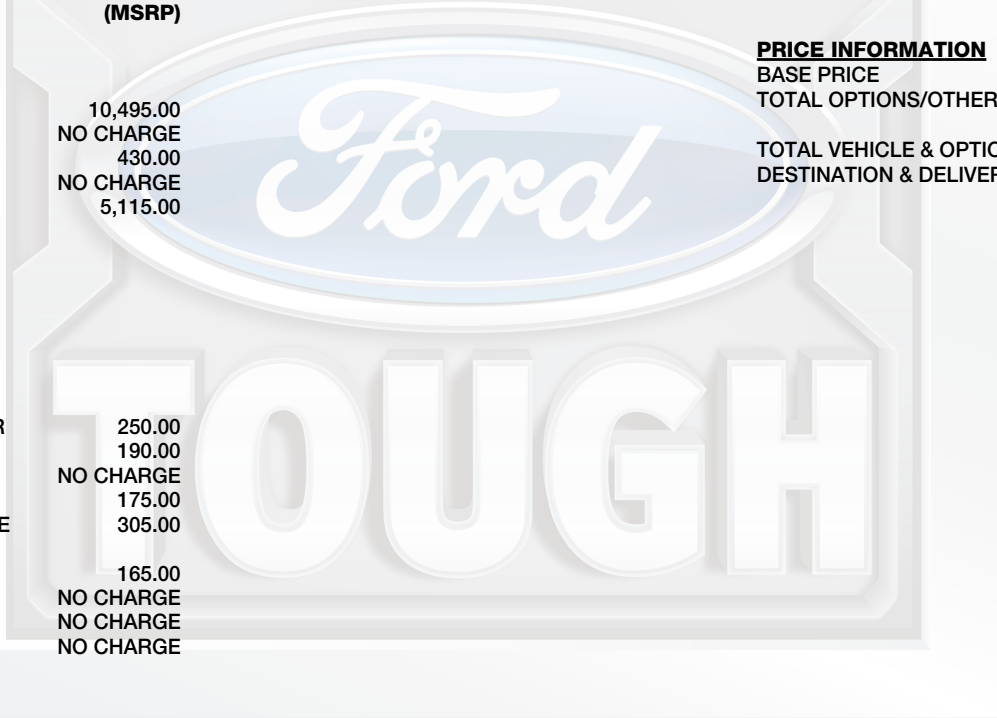 (MSRP)
10,495.00
NO CHARGE
430.00
NO CHARGE
5,115.00
R 250.00
190.00
NO CHARGE
175.00
E 305.00
165.00
NO CHARGE
NO CHARGE
NO CHARGE
PRICE INFORMATION
BASE PRICE
TOTAL OPTIONS/OTHER
TOTAL VEHICLE & OPTIO
DESTINATION & DELIVER
Ford
TOUGH